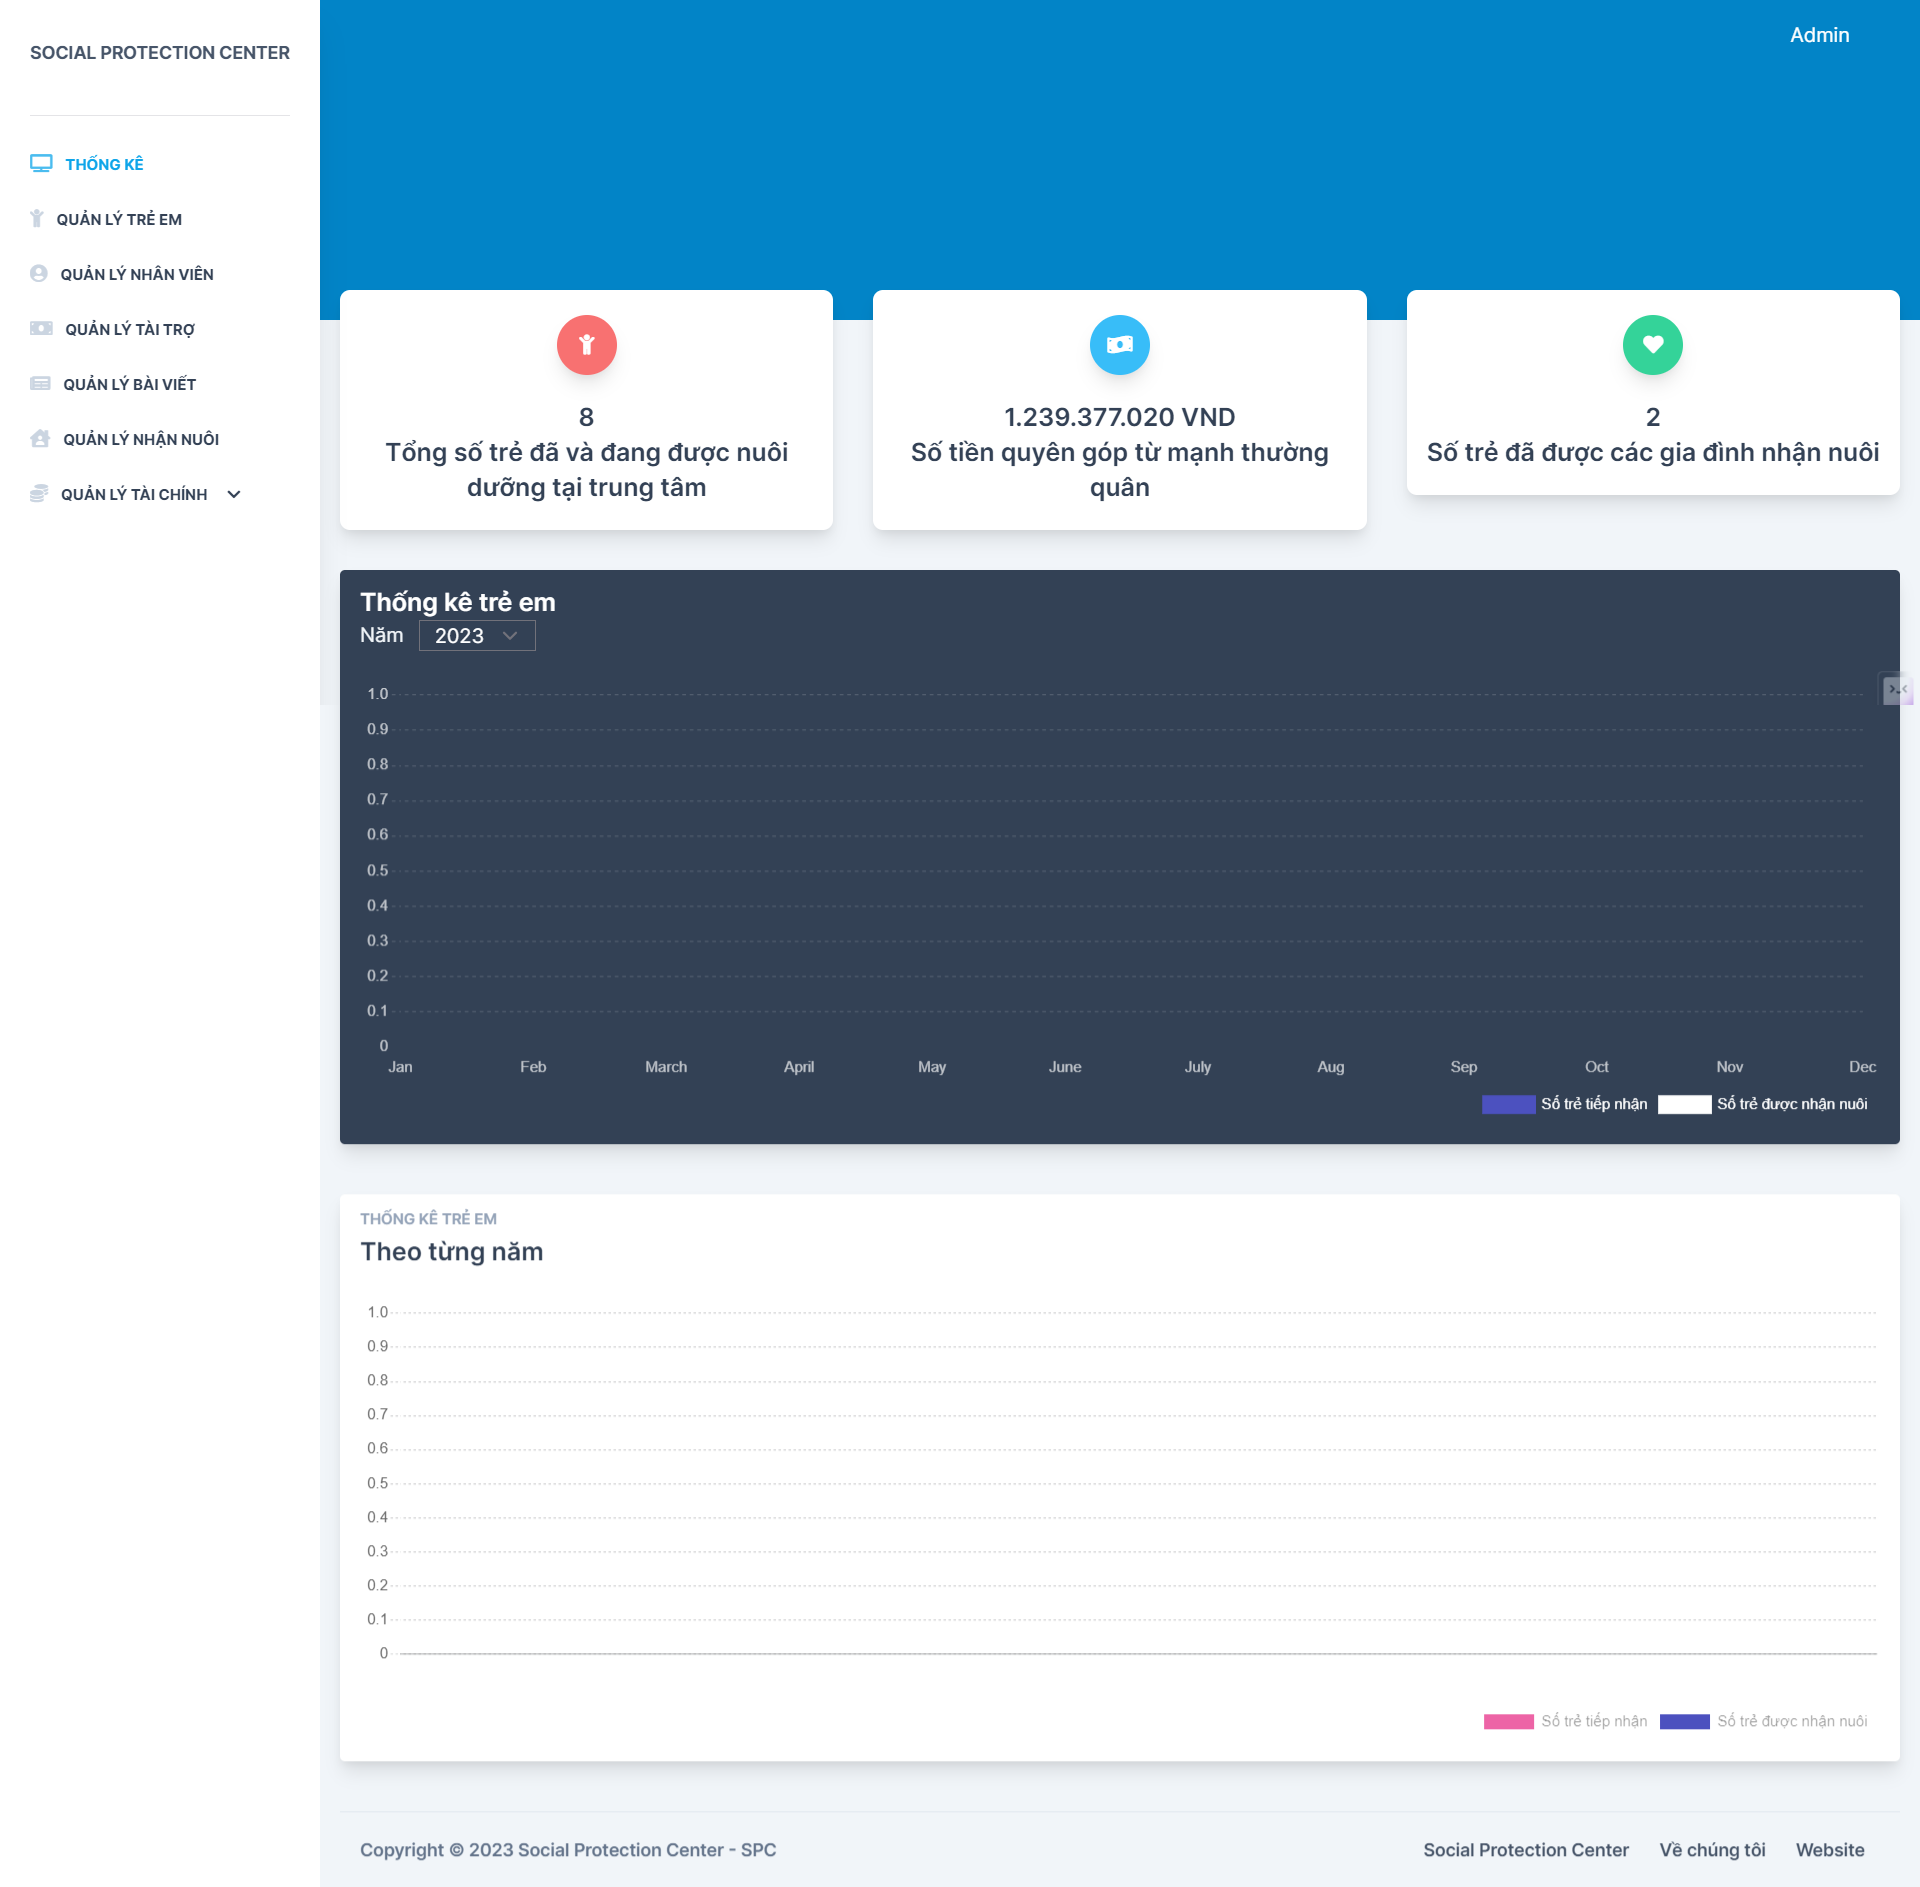 SOCIAL PROTECTION CENTER
THỐNG KÊ
QUẢN LÝ TRẺ EM
QUẢN LÝ NHÂN VIÊN
QUẢN LÝ TÀI TRỢ
QUẢN LÝ BÀI VIẾT
QUẢN LÝ NHẬN NUÔI
QUẢN LÝ TÀI CHÍNH
Admin
8
Tổng số trẻ đã và đang được nuôi
dưỡng tại trung tâm
1.239.377.020 VND
Số tiền quyên góp từ mạnh thường
quân
2
Số trẻ đã được các gia đình nhận nuôi
Thống kê trẻ em
Năm 2023
1.0
0.9
0.8
0.7
0.6
0.5
0.4
0.3
0.2
0.1
0
Jan Feb March April May June July Aug Sep Oct Nov Dec
Số trẻ tiếp nhận Số trẻ được nhận nuôi
THỐNG KÊ TRẺ EM
Theo từng năm
1.0
0.9
0.8
0.7
0.6
0.5
0.4
0.3
0.2
0.1
0
Số trẻ tiếp nhận Số trẻ được nhận nuôi
Copyright © 2023 Social Protection Center - SPC
Social Protection Center Về chúng tôi Website